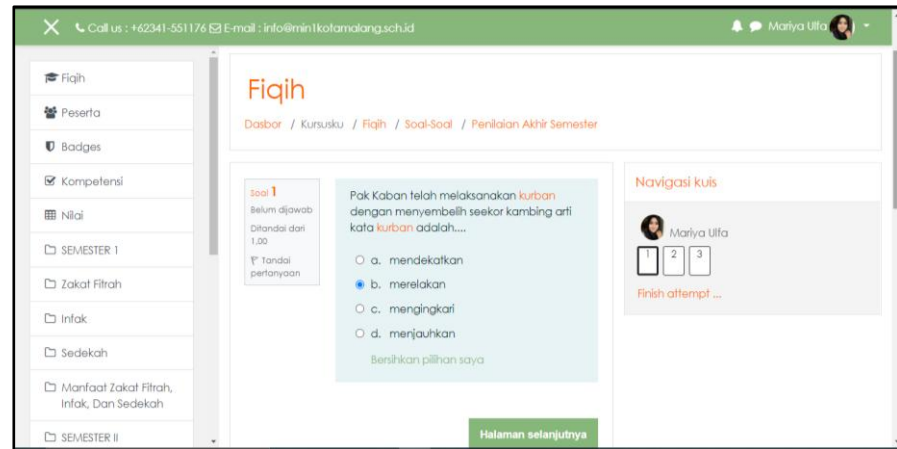 Call us : +62341-551176 E-mail : info@min1kotamalang.sch.id
Mariya Ulfa
Fiqih
Peserta
Badges
Kompetensi
Nilai
SEMESTER 1
Zakat Fitrah
Infak
Sedekah
Manfaat Zakat Fitrah,
Infak, Dan Sedekah
SEMESTER II
Fiqih
Dasbor / Kursusku / Fiqih / Soal-Soal / Penilaian Akhir Semester
Soal 1
Belum dijawab
Ditandai dari
1,00
Tandai
pertanyaan
Pak Kaban telah melaksanakan kurban
dengan menyembelih seekor kambing arti
kata kurban adalah....
a. mendekatkan
b. merelakan
c. mengingkari
d. menjauhkan
Bersihkan pilihan saya
Halaman selanjutnya
Navigasi kuis
Mariya Ulfa
1 2 3
Finish attempt ...